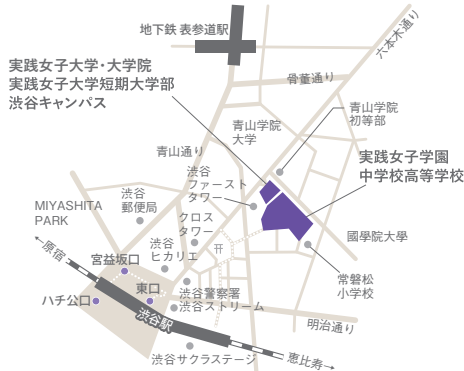 地下鉄 表参道駅
六本木通り
実践女子大学・大学院
実践女子大学短期大学部
渋谷キャンパス
骨董通り
青山学院
初等部
青山学院
大学
青山通り
実践女子学園
中学校高等学校
渋谷
ファースト
タワー
MIYASHITA
PARK
渋谷
郵便局
クロス
タワー
國學院大學
原宿
渋谷
ヒカリエ
宮益坂口
常磐松
小学校
東口
ハチ公口
渋谷警察署
渋谷ストリーム
渋谷駅
明治通り
渋谷サクラステージ
恵比寿